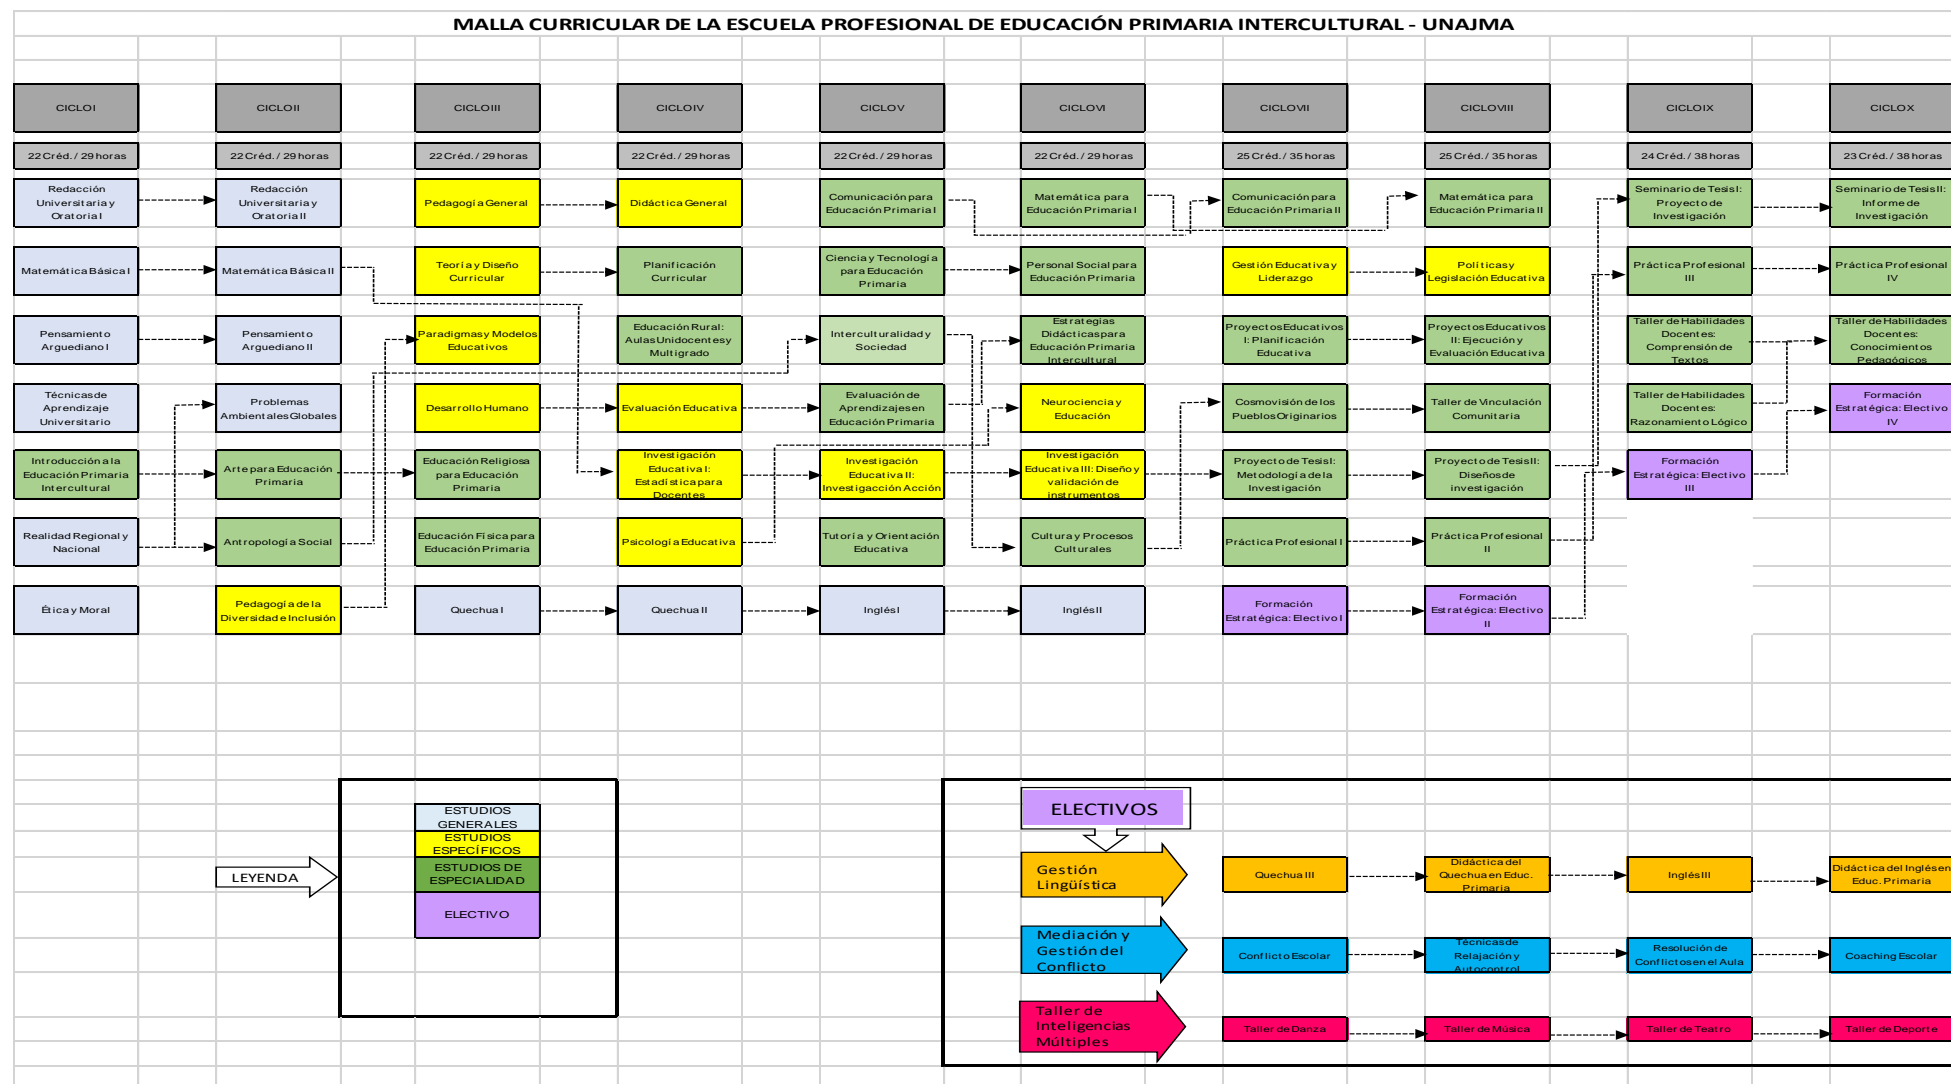 MALLA CURRICULAR DE LA ESCUELA PROFESIONAL DE EDUCACIÓN PRIMARIA INTERCULTURAL - UNAJMA
CICLO I
CICLO II
CICLO III
CICLO IV
CICLO V
CICLO VI
CICLO VII
CICLO VIII
CICLO IX
CICLO X
22 Créd. / 29 horas
22 Créd. / 29 horas
22 Créd. / 29 horas
22 Créd. / 29 horas
22 Créd. / 29 horas
22 Créd. / 29 horas
25 Créd. / 35 horas
25 Créd. / 35 horas
24 Créd. / 38 horas
23 Créd. / 38 horas
Redacción
Universitaria y
Oratoria I
Redacción
Universitaria y
Oratoria II
Pedagogía General
Didáctica General
Comunicación para
Educación Primaria I
Matemática para
Educación Primaria I
Comunicación para
Educación Primaria II
Matemática para
Educación Primaria II
Seminario de Tesis I:
Proyecto de
Investigación
Seminario de Tesis II:
Informe de
Investigación
Matemática Básica I
Matemática Básica II
Teoría y Diseño
Curricular
Planificación
Curricular
Ciencia y Tecnología
para Educación
Primaria
Personal Social para
Educación Primaria
Gestión Educativa y
Liderazgo
Políticas y
Legislación Educativa
Práctica Profesional
III
Práctica Profesional
IV
Pensamiento
Arguediano I
Pensamiento
Arguediano II
Paradigmas y Modelos
Educativos
Educación Rural:
Aulas Unidocentes y
Multigrado
Interculturalidad y
Sociedad
Estrategias
Didácticas para
Educación Primaria
Intercultural
Proyectos Educativos
I: Planificación
Educativa
Proyectos Educativos
II: Ejecución y
Evaluación Educativa
Taller de Habilidades
Docentes:
Comprensión de
Textos
Taller de Habilidades
Docentes:
Conocimientos
Pedagógicos
Técnicas de
Aprendizaje
Universitario
Problemas
Ambientales Globales
Desarrollo Humano
Evaluación Educativa
Evaluación de
Aprendizajes en
Educación Primaria
Neurociencia y
Educación
Cosmovisión de los
Pueblos Originarios
Taller de Vinculación
Comunitaria
Taller de Habilidades
Docentes:
Razonamiento Lógico
Formación
Estratégica: Electivo
IV
Introducción a la
Educación Primaria
Intercultural
Arte para Educación
Primaria
Educación Religiosa
para Educación
Primaria
Investigación
Educativa I:
Estadística para
Docentes
Investigación
Educativa II:
Investigacción Acción
Investigación
Educativa III: Diseño y
validación de
instrumentos
Proyecto de Tesis I:
Metodología de la
Investigación
Proyecto de Tesis II:
Diseños de
investigación
Formación
Estratégica: Electivo
III
Realidad Regional y
Nacional
Antropología Social
Educación Física para
Educación Primaria
Psicología Educativa
Tutoría y Orientación
Educativa
Cultura y Procesos
Culturales
Práctica Profesional I
Práctica Profesional
II
Ética y Moral
Pedagogía de la
Diversidad e Inclusión
Quechua I
Quechua II
Inglés I
Inglés II
Formación
Estratégica: Electivo I
Formación
Estratégica: Electivo
II
LEYENDA
ESTUDIOS
GENERALES
ESTUDIOS
ESPECÍFICOS
ESTUDIOS DE
ESPECIALIDAD
ELECTIVO
ELECTIVOS
Gestión
Lingüística
Quechua III
Didáctica del
Quechua en Educ.
Primaria
Inglés III
Didáctica del Inglés en
Educ. Primaria
Mediación y
Gestión del
Conflicto
Conflicto Escolar
Técnicas de
Relajación y
Autocontrol
Resolución de
Conflictos en el Aula
Coaching Escolar
Taller de
Inteligencias
Múltiples
Taller de Danza
Taller de Música
Taller de Teatro
Taller de Deporte